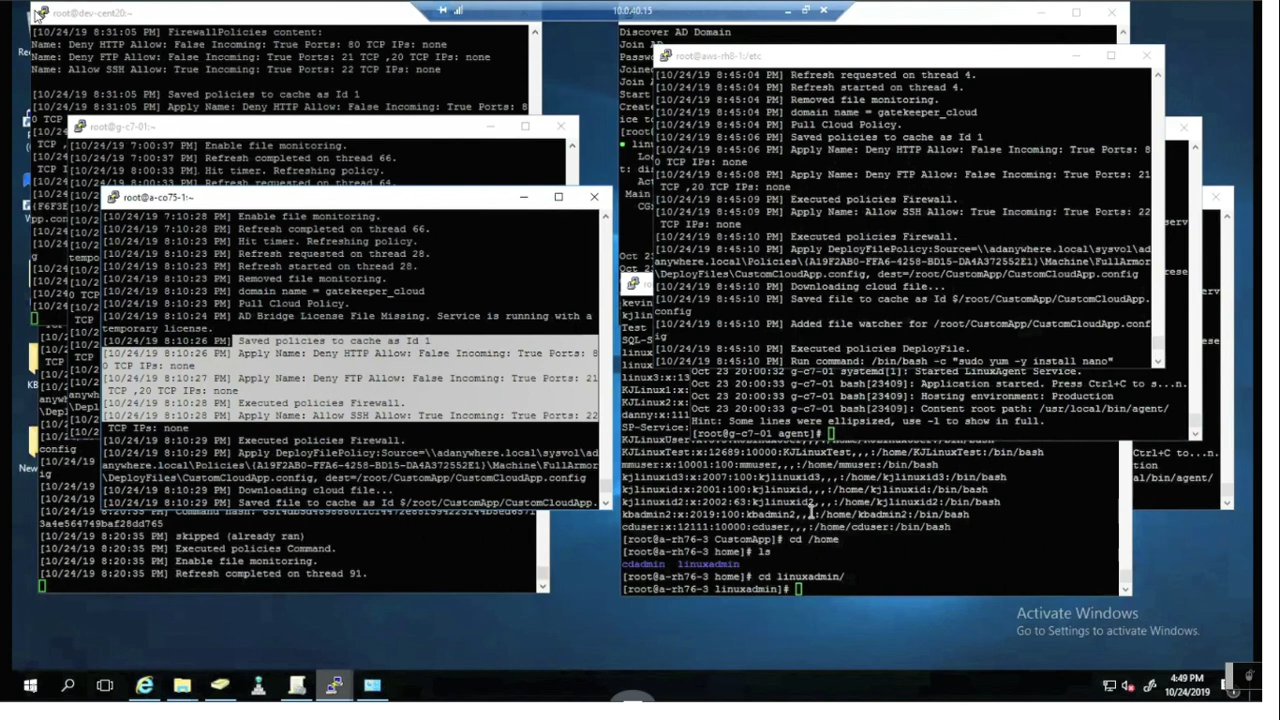 root@dev-cent20:~
[10/24/19 8:31:05 PM] FirewallPolicies content:
Name: Deny HTTP Allow: False Incoming: True Ports: 80 TCP IPs: none
Name: Deny FTP Allow: False Incoming: True Ports: 21 TCP ,20 TCP IPs: none
Name: Allow SSH Allow: True Incoming: True Ports: 22 TCP IPs: none
[10/24/19 8:31:05 PM] Saved policies to cache as Id 1
[10/24/19 8:31:05 PM] Apply Name: Deny HTTP Allow: False Incoming: True Ports: 8
root@g-c7-01:~
[10/24/19 7:00:37 PM] Enable file monitoring.
[10/24/19 7:00:37 PM] Refresh completed on thread 66.
[10/24/19 8:00:33 PM] Hit timer. Refreshing policy.
[10/24/19 8:00:33 PM] Refresh requested on thread 64.
root@a-co75-1:~
[10/24/19 7:10:28 PM] Enable file monitoring.
[10/24/19 7:10:28 PM] Refresh completed on thread 66.
[10/24/19 8:10:23 PM] Hit timer. Refreshing policy.
[10/24/19 8:10:23 PM] Refresh requested on thread 28.
[10/24/19 8:10:23 PM] Refresh started on thread 28.
[10/24/19 8:10:23 PM] Removed file monitoring.
[10/24/19 8:10:23 PM] domain name = gatekeeper_cloud
[10/24/19 8:10:23 PM] Pull Cloud Policy.
[10/24/19 8:10:24 PM] AD Bridge License File Missing. Service is running with a
temporary license.
[10/24/19 8:10:26 PM] Saved policies to cache as Id 1
[10/24/19 8:10:26 PM] Apply Name: Deny HTTP Allow: False Incoming: True Ports: 8
0 TCP IPs: none
[10/24/19 8:10:27 PM] Apply Name: Deny FTP Allow: False Incoming: True Ports: 21
TCP ,20 TCP IPs: none
[10/24/19 8:10:28 PM] Executed policies Firewall.
[10/24/19 8:10:28 PM] Apply Name: Allow SSH Allow: True Incoming: True Ports: 22
TCP IPs: none
[10/24/19 8:10:29 PM] Executed policies Firewall.
[10/24/19 8:10:29 PM] Apply DeployFilePolicy:Source=\\adanywhere.local\sysvol\ad
anywhere.local\Policies\{A19F2AB0-FFA6-4258-BD15-DA4A372552E1}\Machine\FullArmor
\DeployFiles\CustomCloudApp.config, dest=/root/CustomApp/CustomCloudApp.config
[10/24/19 8:10:29 PM] Downloading cloud file...
[10/24/19 8:10:29 PM] Saved file to cache as Id $/root/CustomApp/CustomCloudApp.
3a4e564749baf28dd765
[10/24/19 8:20:35 PM] skipped (already ran)
[10/24/19 8:20:35 PM] Executed policies Command.
[10/24/19 8:20:35 PM] Enable file monitoring.
[10/24/19 8:20:35 PM] Refresh completed on thread 91.
10.0.40.15
Discover AD Domain
Join AD
root@aws-rh8-1:/etc
[10/24/19 8:45:04 PM] Refresh requested on thread 4.
[10/24/19 8:45:04 PM] Refresh started on thread 4.
[10/24/19 8:45:04 PM] Removed file monitoring.
[10/24/19 8:45:04 PM] domain name = gatekeeper_cloud
[10/24/19 8:45:04 PM] Pull Cloud Policy.
[10/24/19 8:45:06 PM] Saved policies to cache as Id 1
[10/24/19 8:45:06 PM] Apply Name: Deny HTTP Allow: False Incoming: True Ports: 8
0 TCP IPs: none
[10/24/19 8:45:08 PM] Apply Name: Deny FTP Allow: False Incoming: True Ports: 21
TCP ,20 TCP IPs: none
[10/24/19 8:45:09 PM] Executed policies Firewall.
[10/24/19 8:45:09 PM] Apply Name: Allow SSH Allow: True Incoming: True Ports: 22
TCP IPs: none
[10/24/19 8:45:10 PM] Executed policies Firewall.
[10/24/19 8:45:10 PM] Apply DeployFilePolicy:Source=\\adanywhere.local\sysvol\ad
anywhere.local\Policies\{A19F2AB0-FFA6-4258-BD15-DA4A372552E1}\Machine\FullArmor
\DeployFiles\CustomCloudApp.config, dest=/root/CustomApp/CustomCloudApp.config
[10/24/19 8:45:10 PM] Downloading cloud file...
[10/24/19 8:45:10 PM] Saved file to cache as Id $/root/CustomApp/CustomCloudApp.
config
[10/24/19 8:45:10 PM] Added file watcher for /root/CustomApp/CustomCloudApp.conf
ig
[10/24/19 8:45:10 PM] Executed policies DeployFile.
[10/24/19 8:45:10 PM] Run command: /bin/bash -c "sudo yum -y install nano"
Oct 23 20:00:32 g-c7-01 systemd[1]: Started LinuxAgent Service.
Oct 23 20:00:33 g-c7-01 bash[23409]: Application started. Press Ctrl+C to s...n.
Oct 23 20:00:33 g-c7-01 bash[23409]: Hosting environment: Production
Oct 23 20:00:33 g-c7-01 bash[23409]: Content root path: /usr/local/bin/agent/
Hint: Some lines were ellipsized, use -l to show in full.
[root@g-c7-01 agent]#
KJLinuxTest:x:12689:10000:KJLinuxTest,,,:/home/KJLinuxTest:/bin/bash
mmuser:x:10001:100:mmuser,,,:/home/mmuser:/bin/bash
kjlinuxid3:x:2007:100:kjlinuxid3,,,:/home/kjlinuxid3:/bin/bash
kjlinuxid:x:2001:100:kjlinuxid,,,:/home/kjlinuxid:/bin/bash
kjlinuxid2:x:2002:63:kjlinuxid2,,,:/home/kjlinuxid2:/bin/bash
kbadmin2:x:2019:100:kbadmin2,,,:/home/kbadmin2:/bin/bash
cduser:x:12111:10000:cduser,,,:/home/cduser:/bin/bash
[root@a-rh76-3 CustomApp]# cd /home
[root@a-rh76-3 home]# ls
cdadmin linuxadmin
[root@a-rh76-3 home]# cd linuxadmin/
[root@a-rh76-3 linuxadmin]#
Activate Windows
Go to Settings to activate Windows.
4:49 PM
10/24/2019